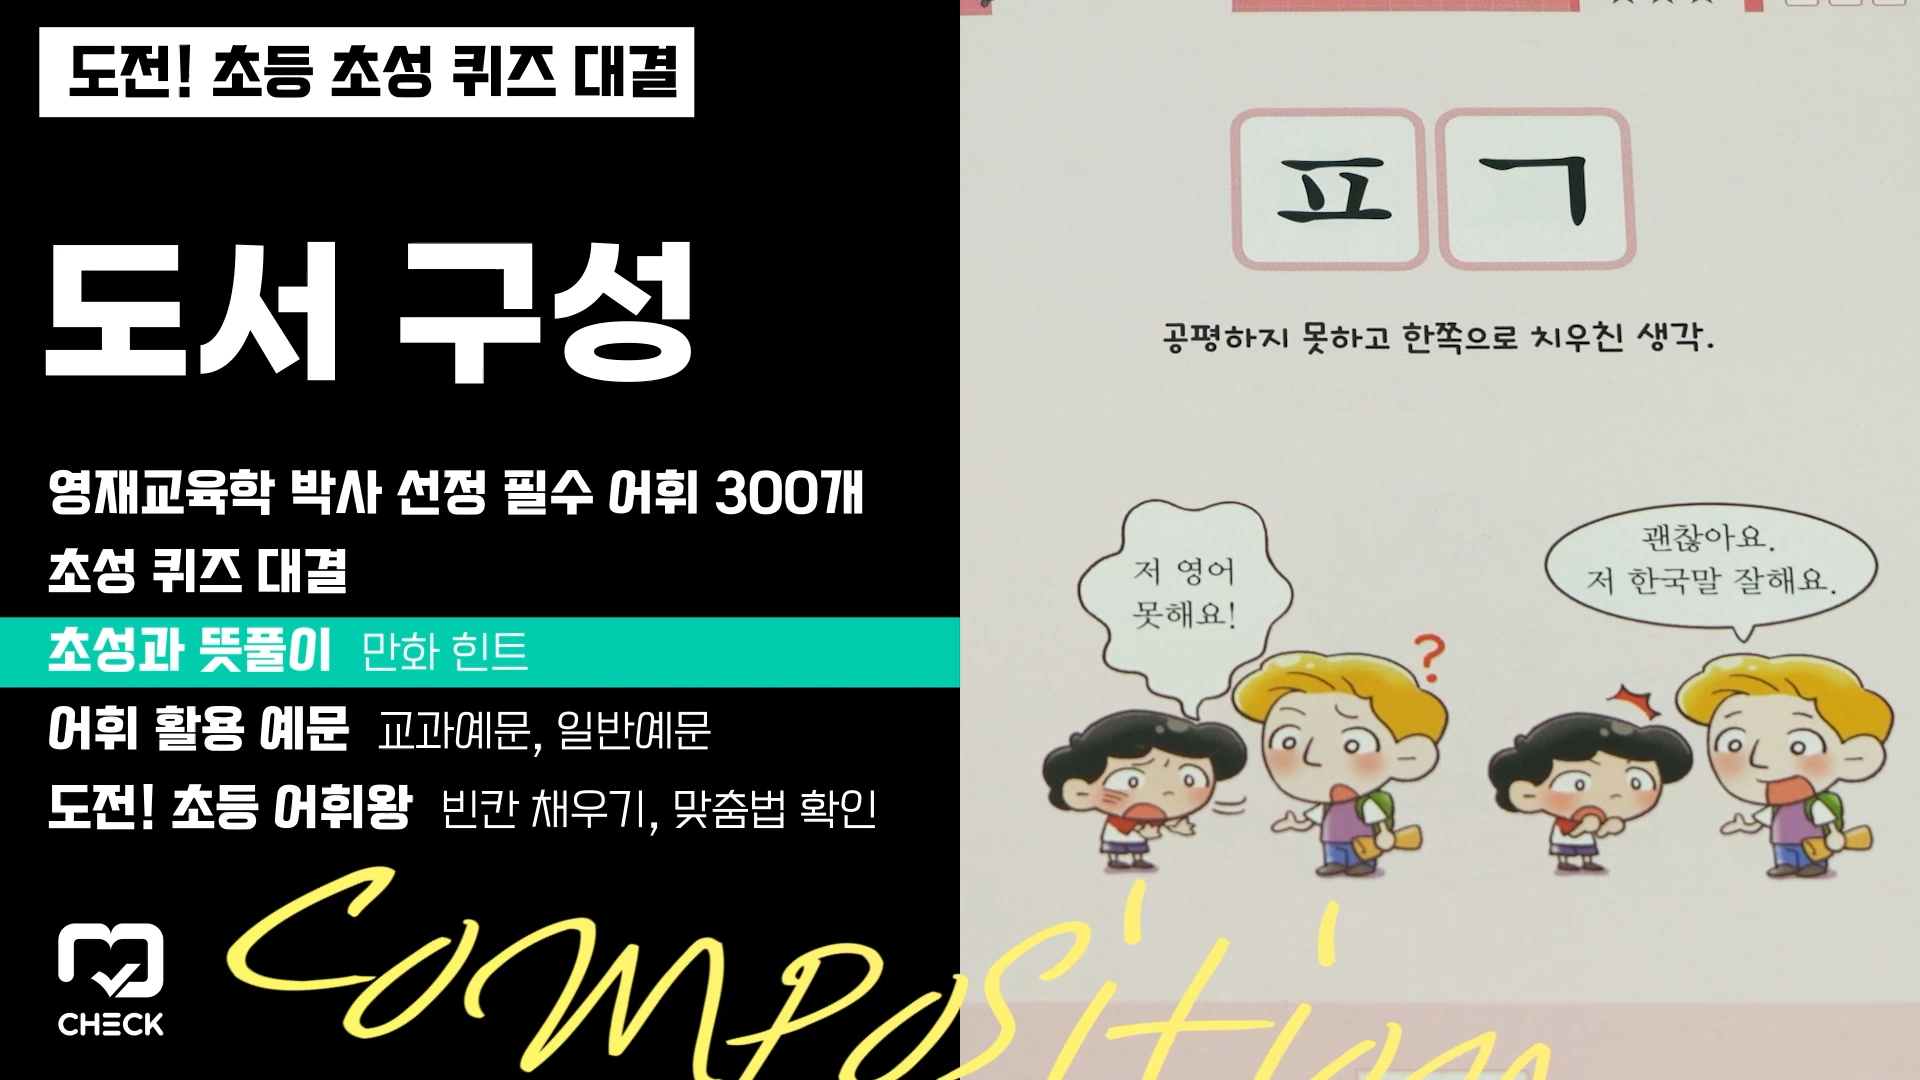 도전! 초등 초성 퀴즈 대결
도서 구성
영재교육학 박사 선정 필수 어휘 300개
초성 퀴즈 대결
초성과 뜻풀이 만화 힌트
어휘 활용 예문 교과예문, 일반예문
도전! 초등 어휘왕 빈칸 채우기, 맞춤법 확인
CHECK
composition
ㅍ ㄱ
공평하지 못하고 한쪽으로 치우친 생각.
저 영어
못해요!
?
괜찮아요.
저 한국말 잘해요.